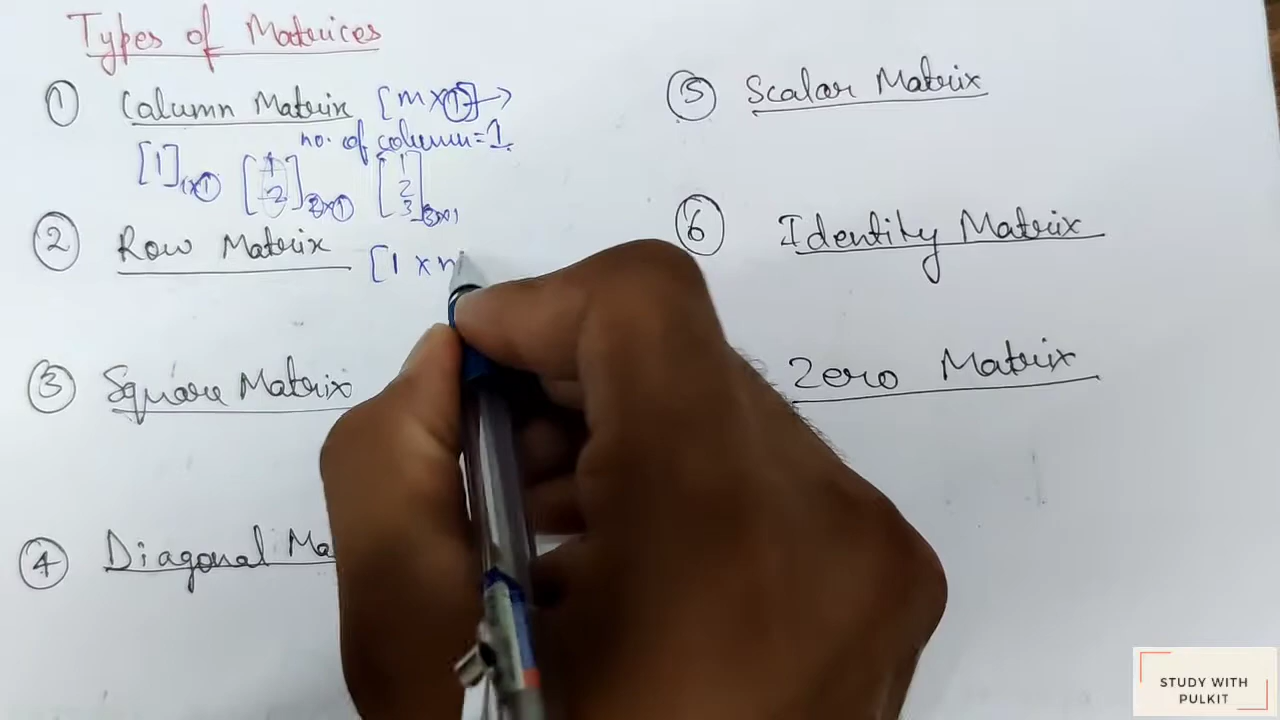 Types of Matrices
① Column Matrix [m×1]→
no. of column=1.
[1]1×1 [1 2]2×1 [1 2 3]3×1
② Row Matrix [1 × n
③ Square Matrix
④ Diagonal Ma
⑤ Scalar Matrix
⑥ Identity Matrix
Zero Matrix
STUDY WITH
PULKIT